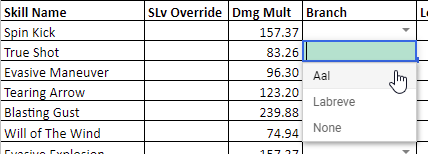 Skill Name SLv Override Dmg Mult Branch
Spin Kick 157.37
True Shot 83.26
Evasive Maneuver 96.30 Aal
Tearing Arrow 123.20 Labreve
Blasting Gust 239.88 None
Will of The Wind 74.94